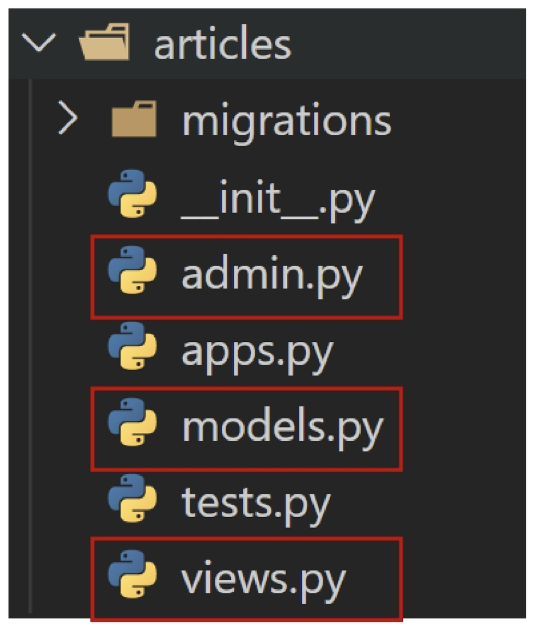 articles
migrations
__init__.py
admin.py
apps.py
models.py
tests.py
views.py